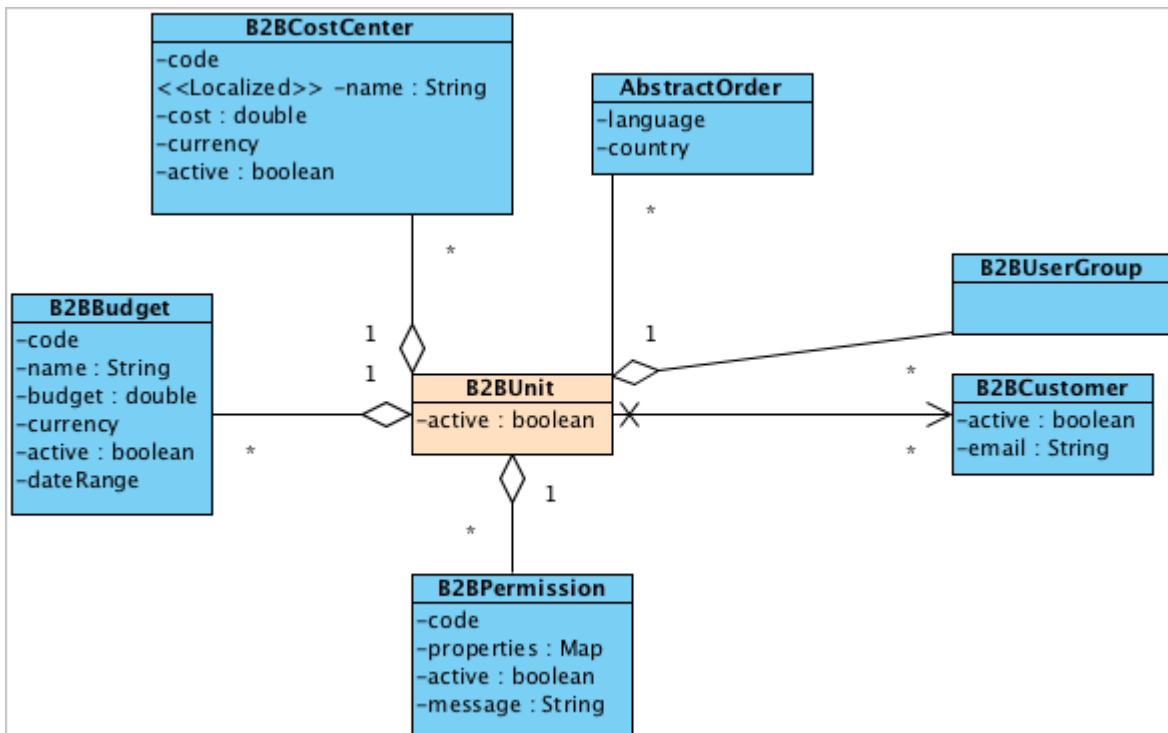 B2BCostCenter
-code
<<Localized>> -name : String
-cost : double
-currency
-active : boolean
AbstractOrder
-language
-country
*
*
B2BUserGroup
B2BBudget
-code
-name : String
-budget : double
-currency
-active : boolean
-dateRange
1
1
1
*
B2BUnit
-active : boolean
B2BCustomer
-active : boolean
-email : String
*
*
1
*
B2BPermission
-code
-properties : Map
-active : boolean
-message : String